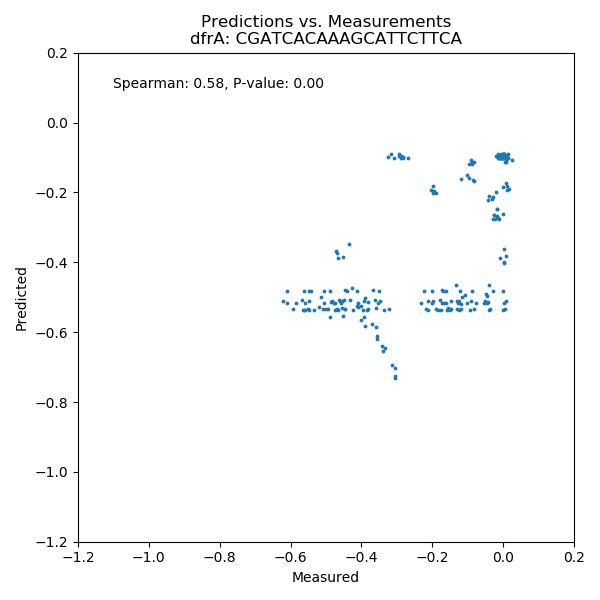 Predictions vs. Measurements
dfrA: CGATCACAAAGCATTCTTCA
Spearman: 0.58, P-value: 0.00
0.2
0.0
−0.2
−0.4
−0.6
−0.8
−1.0
−1.2
Predicted
−1.2 −1.0 −0.8 −0.6 −0.4 −0.2 0.0 0.2
Measured